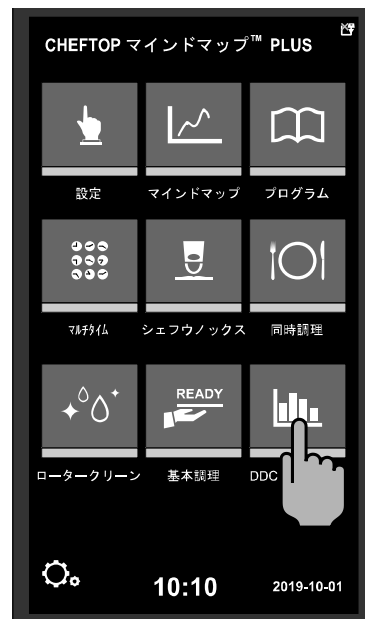 CHEFTOP マインドマップ™ PLUS
設定 マインドマップ プログラム
ﾏﾙﾁﾀｲﾑ シェフウノックス 同時調理
READY
ロータークリーン 基本調理 DDC
10:10 2019-10-01